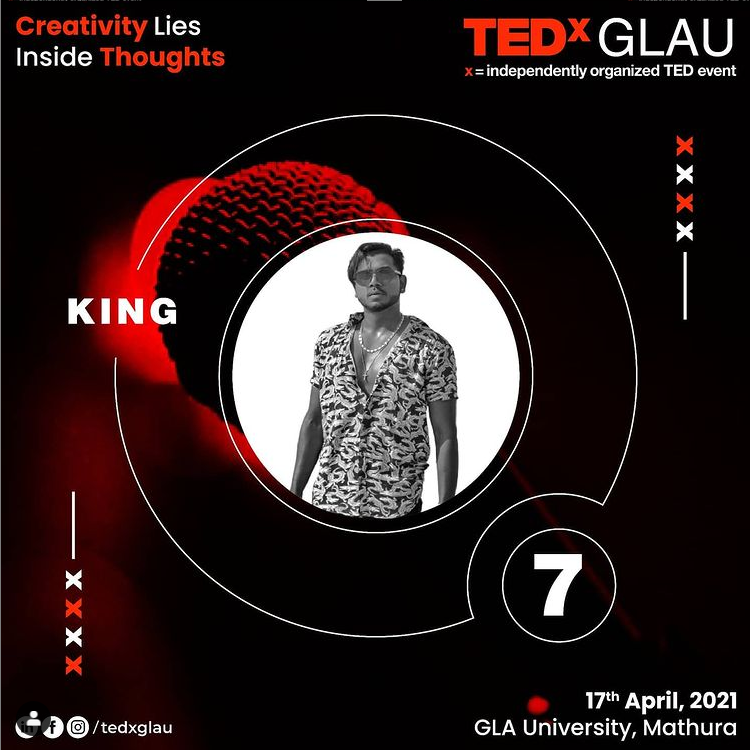 Creativity Lies
Inside Thoughts
TEDx GLAU
x = independently organized TED event
x
x
x
x
KING
7
x
x
x
x
17th April, 2021
GLA University, Mathura
/tedxglau